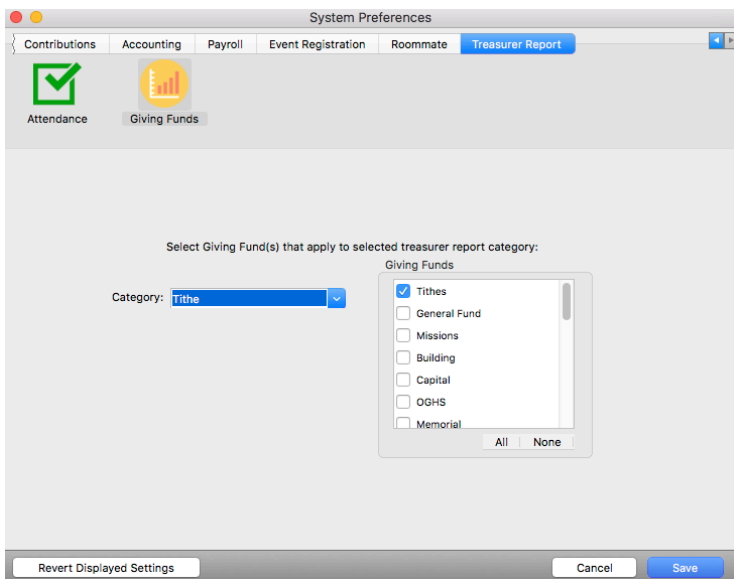 System Preferences
Contributions Accounting Payroll Event Registration Roommate Treasurer Report
Attendance Giving Funds
Select Giving Fund(s) that apply to selected treasurer report category:
Giving Funds
Category: Tithe
Tithes
General Fund
Missions
Building
Capital
OGHS
Memorial
All None
Revert Displayed Settings Cancel Save